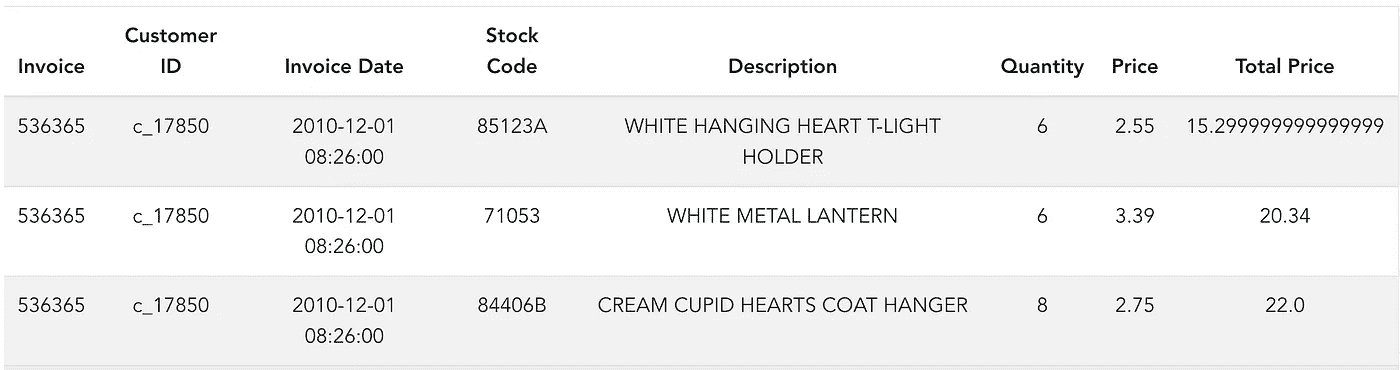 Invoice Customer ID Invoice Date Stock Code Description Quantity Price Total Price
536365 c_17850 2010-12-01 08:26:00 85123A WHITE HANGING HEART T-LIGHT HOLDER 6 2.55 15.299999999999999
536365 c_17850 2010-12-01 08:26:00 71053 WHITE METAL LANTERN 6 3.39 20.34
536365 c_17850 2010-12-01 08:26:00 84406B CREAM CUPID HEARTS COAT HANGER 8 2.75 22.0